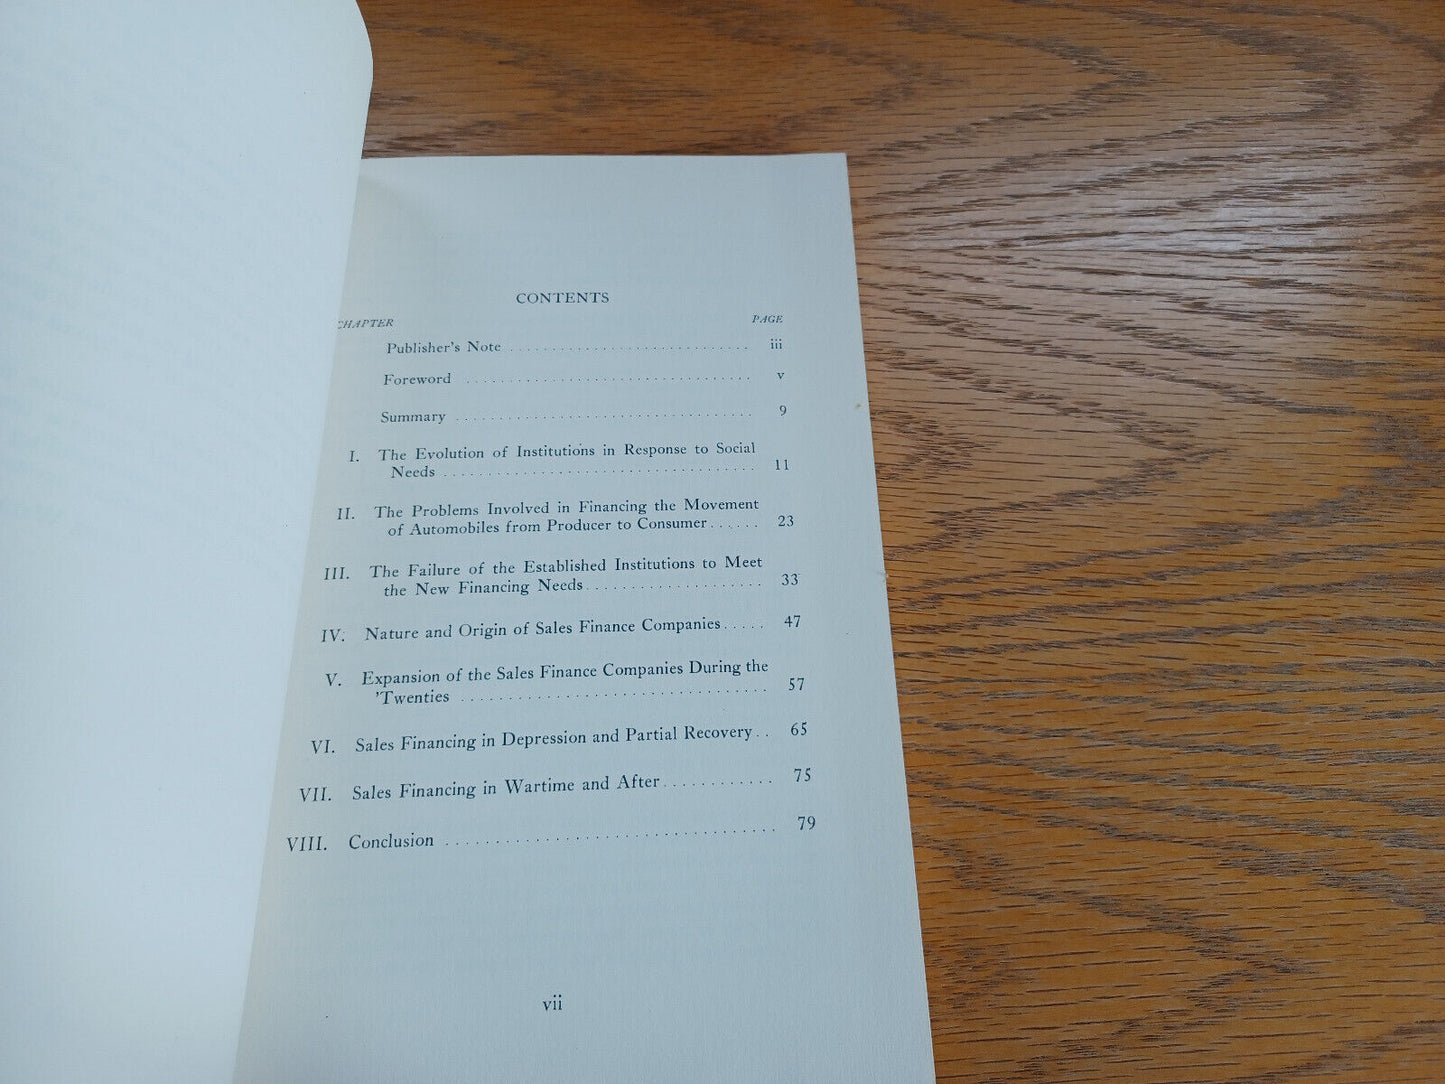 CONTENTS
CHAPTER PAGE
Publisher's Note .............................. iii
Foreword .................................. v
Summary .................................... 9
I. The Evolution of Institutions in Response to Social
Needs ....................................... 11
II. The Problems Involved in Financing the Movement
of Automobiles from Producer to Consumer ...... 23
III. The Failure of the Established Institutions to Meet
the New Financing Needs .................... 33
IV. Nature and Origin of Sales Finance Companies ..... 47
V. Expansion of the Sales Finance Companies During the
'Twenties ................................. 57
VI. Sales Financing in Depression and Partial Recovery .. 65
VII. Sales Financing in Wartime and After ............ 75
VIII. Conclusion ................................. 79
vii